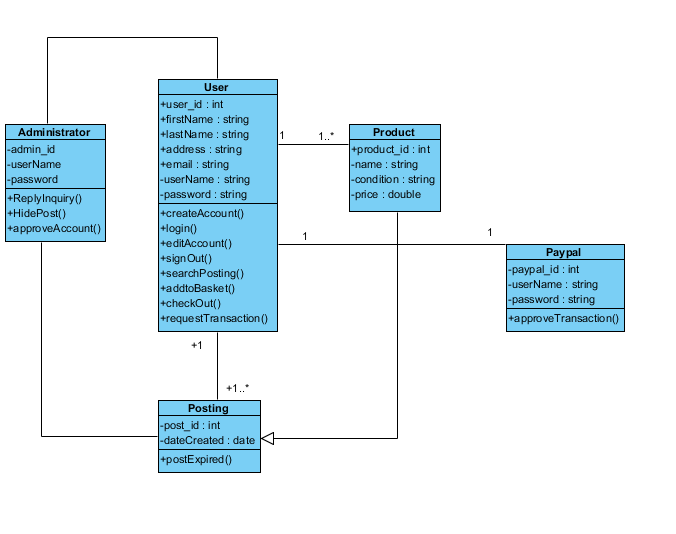 User
+user_id : int
+firstName : string
+lastName : string
+address : string
+email : string
-userName : string
-password : string
+createAccount()
+login()
+editAccount()
+signOut()
+searchPosting()
+addtoBasket()
+checkOut()
+requestTransaction()
Administrator
-admin_id
-userName
-password
+ReplyInquiry()
+HidePost()
+approveAccount()
1
1..*
Product
+product_id : int
-name : string
-condition : string
-price : double
1
1
Paypal
-paypal_id : int
-userName : string
-password : string
+approveTransaction()
+1
+1..*
Posting
-post_id : int
-dateCreated : date
+postExpired()